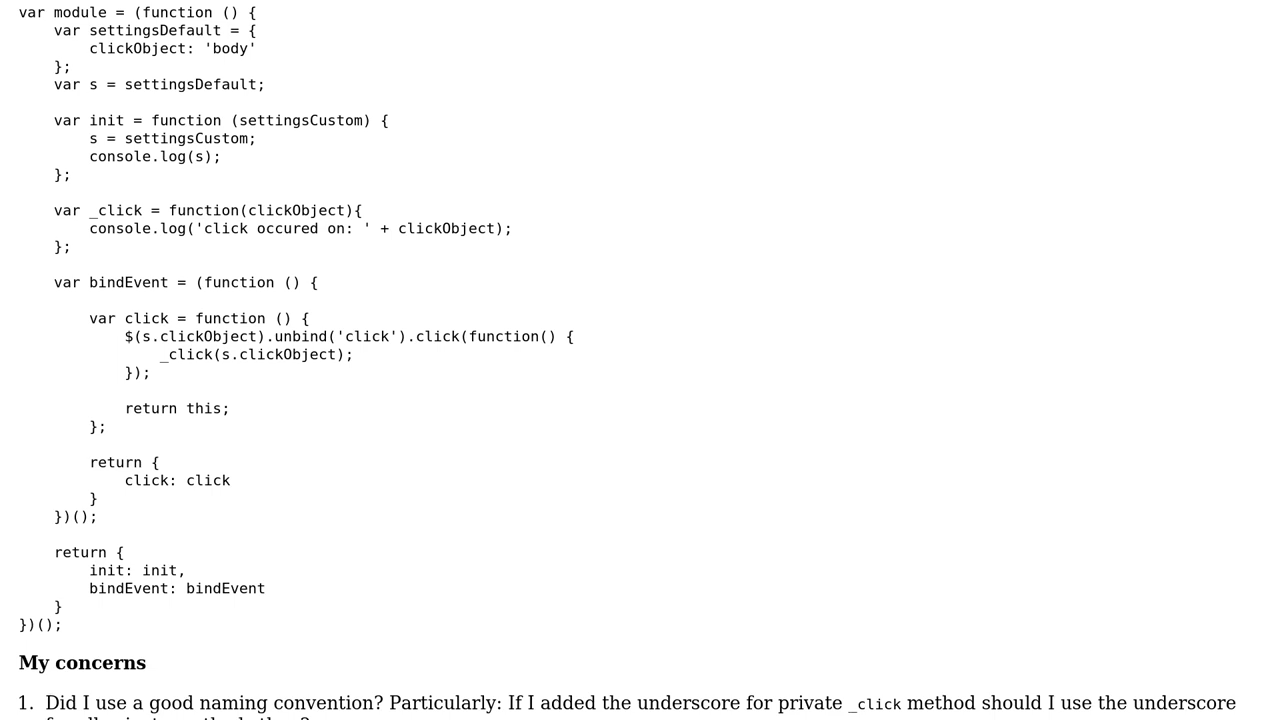 var module = (function () {
    var settingsDefault = {
        clickObject: 'body'
    };
    var s = settingsDefault;

    var init = function (settingsCustom) {
        s = settingsCustom;
        console.log(s);
    };

    var _click = function(clickObject){
        console.log('click occured on: ' + clickObject);
    };

    var bindEvent = (function () {

        var click = function () {
            $(s.clickObject).unbind('click').click(function() {
                _click(s.clickObject);
            });

            return this;
        };

        return {
            click: click
        }
    })();

    return {
        init: init,
        bindEvent: bindEvent
    }
})();
My concerns
1. Did I use a good naming convention? Particularly: If I added the underscore for private _click method should I use the underscore